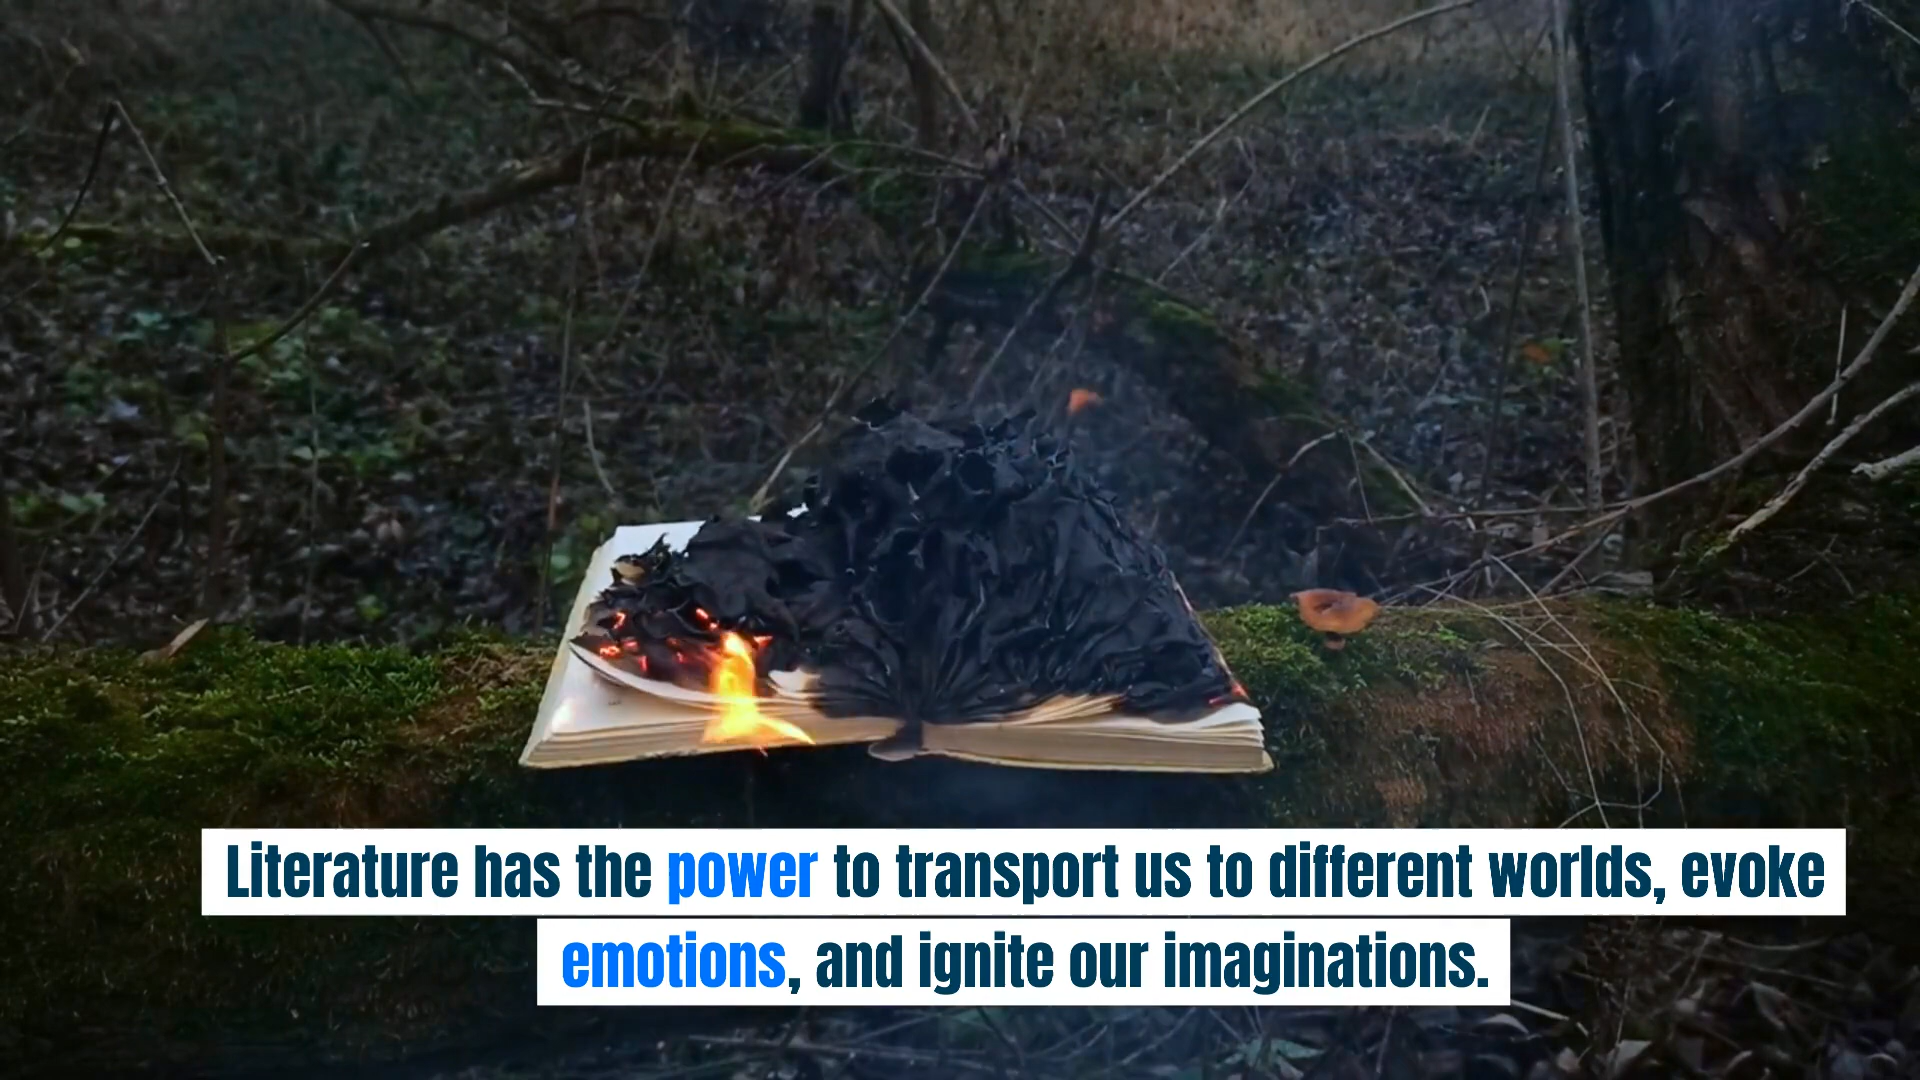 Literature has the power to transport us to different worlds, evoke
emotions, and ignite our imaginations.